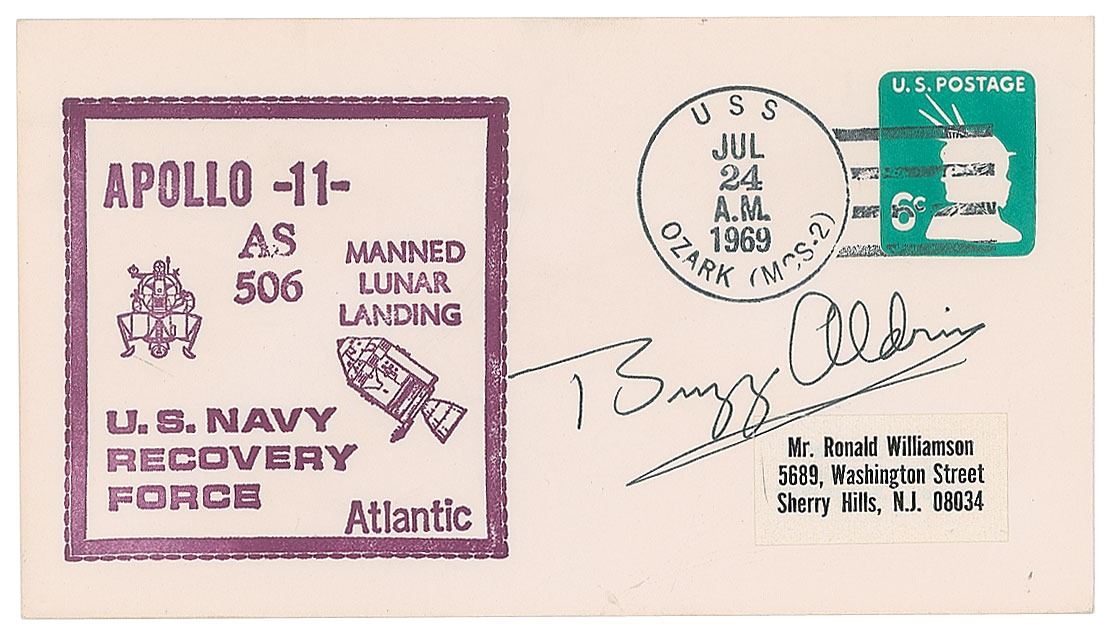 APOLLO -11-
AS
506
MANNED
LUNAR
LANDING
U.S. NAVY
RECOVERY
FORCE
Atlantic
USS
JUL
24
A.M.
1969
OZARK (MCS-2)
U.S. POSTAGE
6c
Buzz Aldrin
Mr. Ronald Williamson
5689, Washington Street
Sherry Hills, N.J. 08034